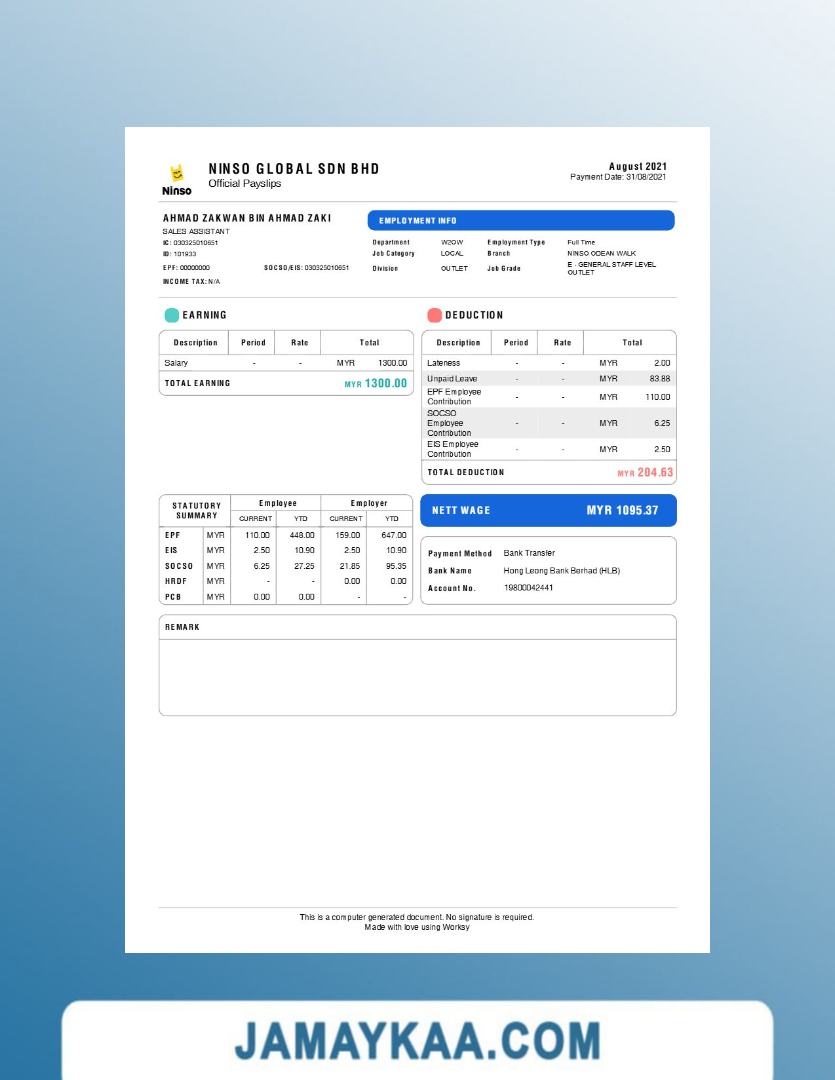 NINSO GLOBAL SDN BHD
Official Payslips
Ninso
August 2021
Payment Date: 31/08/2021
AHMAD ZAKWAN BIN AHMAD ZAKI
SALES ASSISTANT
IC: 030325010651
ID: 101933
EPF: 00000000 SOCSO/EIS: 030325010651
INCOME TAX: N/A
EMPLOYMENT INFO
Department W2OW Employment Type Full Time
Job Category LOCAL Branch NINSO ODEAN WALK
Division OUTLET Job Grade E - GENERAL STAFF LEVEL
OUTLET
EARNING
Description Period Rate Total
Salary - - MYR 1300.00
TOTAL EARNING MYR 1300.00
DEDUCTION
Description Period Rate Total
Lateness - - MYR 2.00
Unpaid Leave - - MYR 83.88
EPF Employee
Contribution - - MYR 110.00
SOCSO
Employee - - MYR 6.25
Contribution
EIS Employee
Contribution - - MYR 2.50
TOTAL DEDUCTION MYR 204.63
STATUTORY
SUMMARY
Employee Employer
CURRENT YTD CURRENT YTD
EPF MYR 110.00 448.00 159.00 647.00
EIS MYR 2.50 10.90 2.50 10.90
SOCSO MYR 6.25 27.25 21.85 95.35
HRDF MYR - - 0.00 0.00
PCB MYR 0.00 0.00 - -
NETT WAGE MYR 1095.37
Payment Method Bank Transfer
Bank Name Hong Leong Bank Berhad (HLB)
Account No. 19800042441
REMARK
This is a computer generated document. No signature is required.
Made with love using Worksy
JAMAYKAA.COM